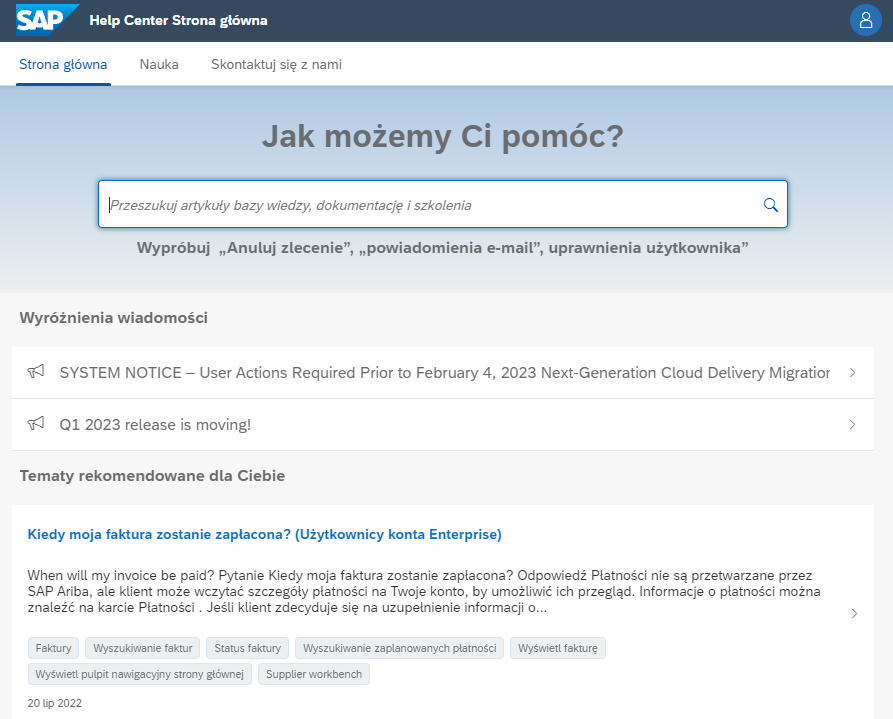 SAP Help Center Strona główna
Strona główna Nauka Skontaktuj się z nami
Jak możemy Ci pomóc?
Przeszukuj artykuły bazy wiedzy, dokumentację i szkolenia
Wypróbuj „Anuluj zlecenie”, „powiadomienia e-mail”, uprawnienia użytkownika”
Wyróżnienia wiadomości
SYSTEM NOTICE – User Actions Required Prior to February 4, 2023 Next-Generation Cloud Delivery Migration
Q1 2023 release is moving!
Tematy rekomendowane dla Ciebie
Kiedy moja faktura zostanie zapłacona? (Użytkownicy konta Enterprise)
When will my invoice be paid? Pytanie Kiedy moja faktura zostanie zapłacona? Odpowiedź Płatności nie są przetwarzane przez
SAP Ariba, ale klient może wczytać szczegóły płatności na Twoje konto, by umożliwić ich przegląd. Informacje o płatności można
znaleźć na karcie Płatności . Jeśli klient zdecyduje się na uzupełnienie informacji o...
Faktury Wyszukiwanie faktur Status faktury Wyszukiwanie zaplanowanych płatności Wyświetl fakturę
Wyświetl pulpit nawigacyjny strony głównej Supplier workbench
20 lip 2022